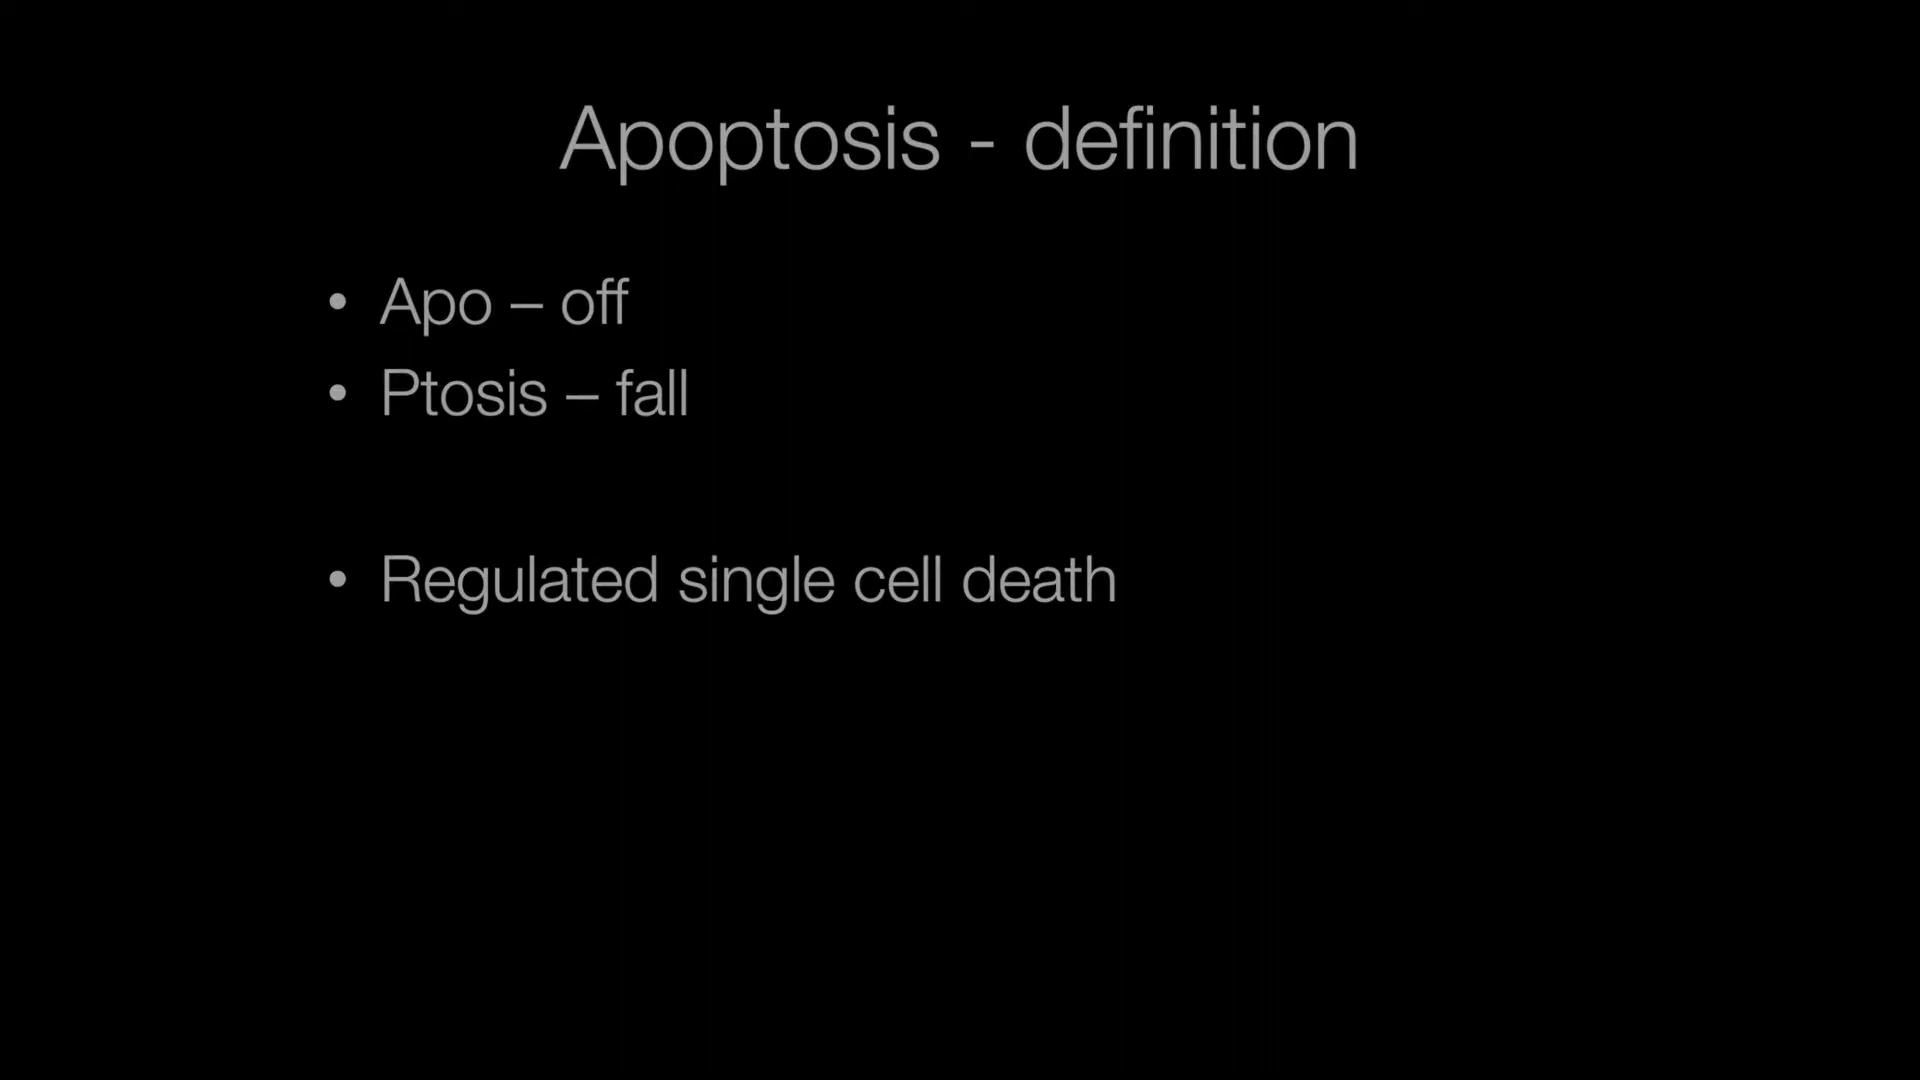 Apoptosis - definition
• Apo – off
• Ptosis – fall
• Regulated single cell death